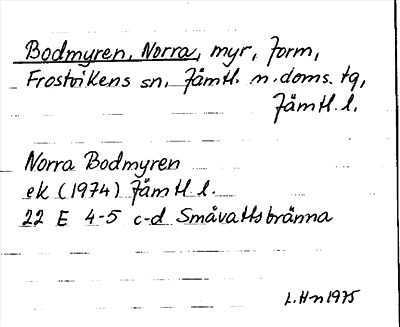 Bodmyren, Norra, myr, form,
Frostvikens sn, Jämtl. n. doms. tg,
Jämtl. l.
Norra Bodmyren
ek (1974) Jämtl l.
22 E 4-5 c-d Småvattsbränna
L.H-n 1975